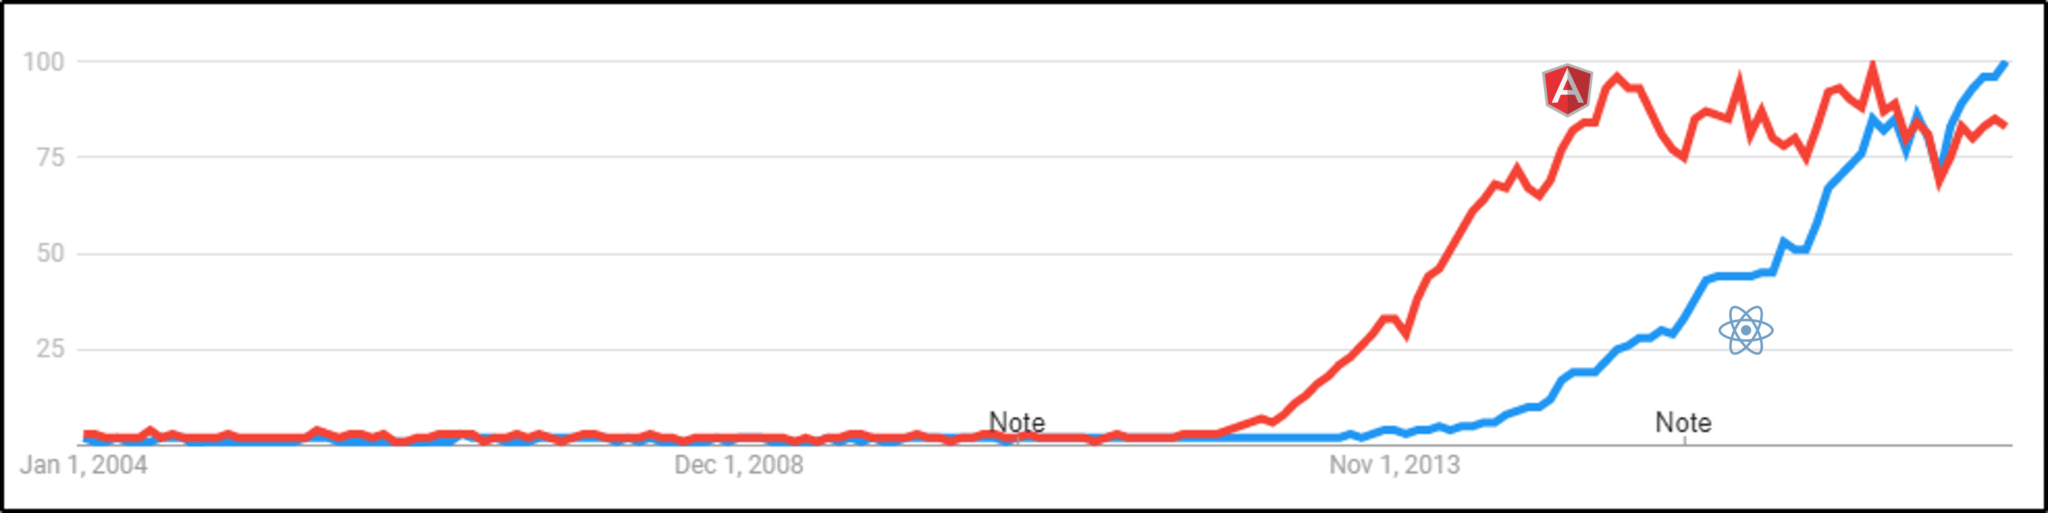 100
75
50
25
Note
Note
Jan 1, 2004
Dec 1, 2008
Nov 1, 2013
A